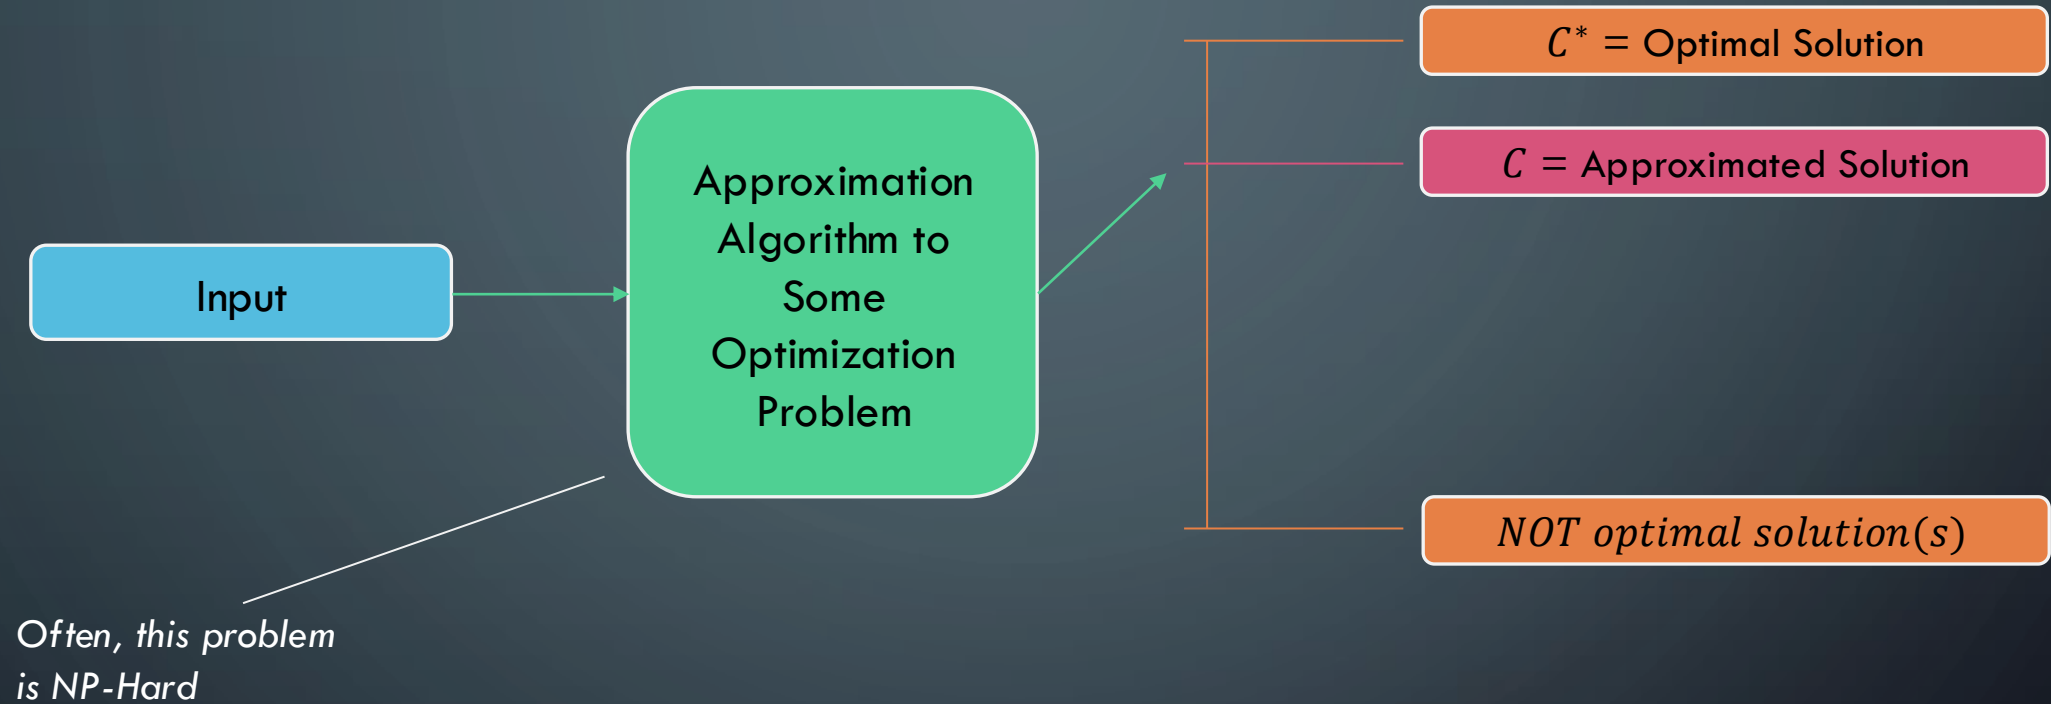 Input
Approximation
Algorithm to
Some
Optimization
Problem
C* = Optimal Solution
C = Approximated Solution
NOT optimal solution(s)
Often, this problem
is NP-Hard